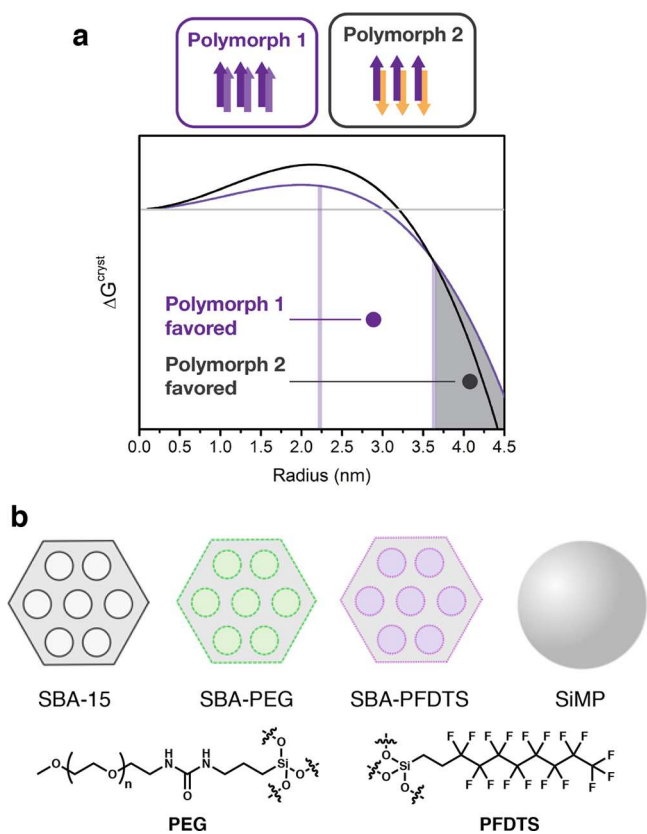 a
Polymorph 1
Polymorph 2
ΔG^cryst
Polymorph 1
favored
Polymorph 2
favored
0.0 0.5 1.0 1.5 2.0 2.5 3.0 3.5 4.0 4.5
Radius (nm)
b
SBA-15 SBA-PEG SBA-PFDTS SiMP
O n H N O N H Si O O O
O O O Si F F F F F F F F F F F F F F F F F
PEG PFDTS